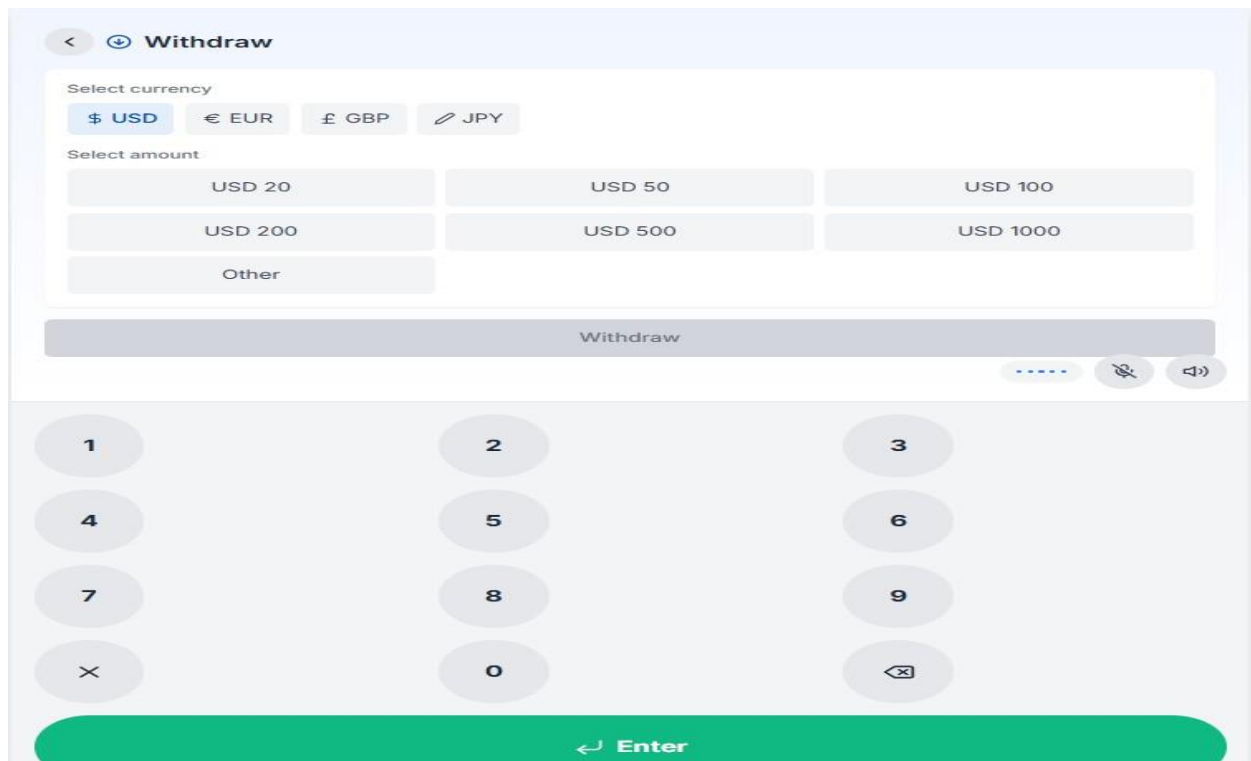 Withdraw
Select currency
$ USD € EUR £ GBP JPY
Select amount
USD 20 USD 50 USD 100
USD 200 USD 500 USD 1000
Other
Withdraw
1 2 3
4 5 6
7 8 9
0
Enter